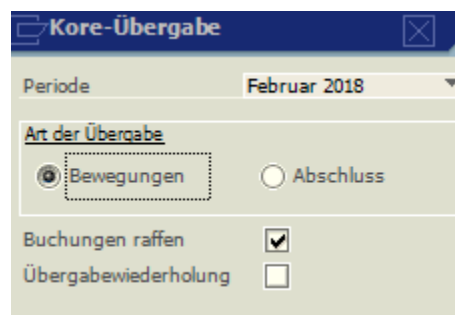 Kore-Übergabe
Periode Februar 2018
Art der Übergabe
Bewegungen Abschluss
Buchungen raffen
Übergabewiederholung